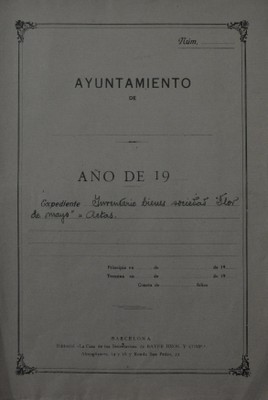 Núm.
AYUNTAMIENTO
DE
AÑO DE 19
Expediente Inventario bienes sociedad "Flor
de mayo" y Actas.
Principia en de de 19
Termina en de de 19
Consta de folios.
BARCELONA